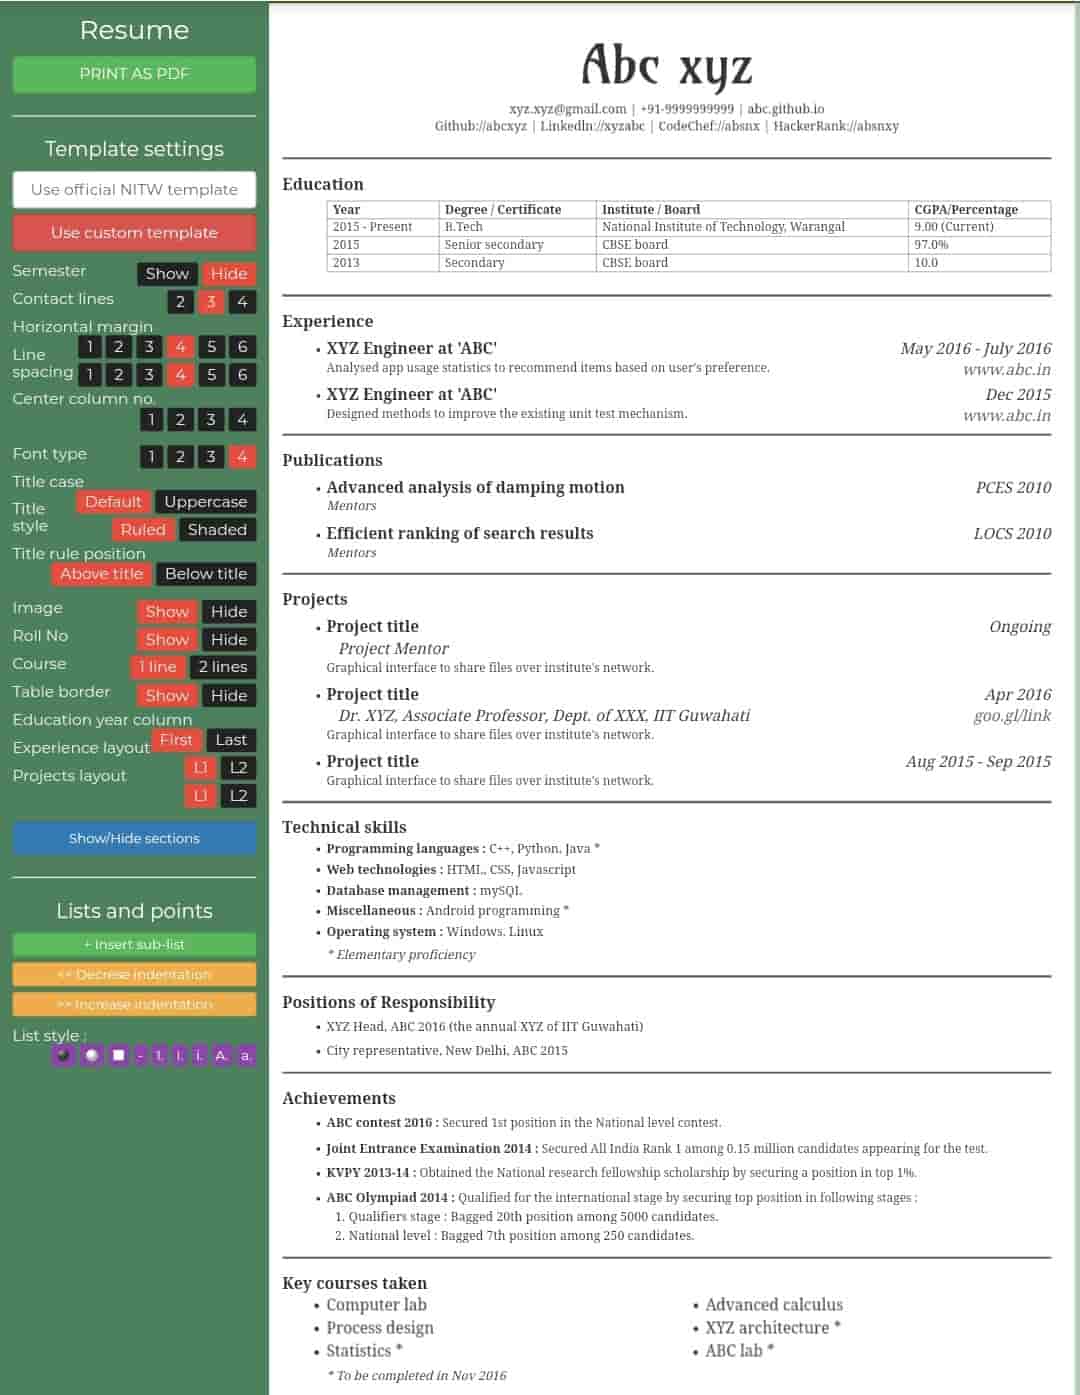 Resume
PRINT AS PDF
Template settings
Use official NITW template
Use custom template
Semester Show Hide
Contact lines 2 3 4
Horizontal margin
1 2 3 4 5 6
Line
spacing 1 2 3 4 5 6
Center column no.
1 2 3 4
Font type 1 2 3 4
Title case
Default Uppercase
Title
style Ruled Shaded
Title rule position
Above title Below title
Image Show Hide
Roll No Show Hide
Course 1 line 2 lines
Table border Show Hide
Education year column
First Last
Experience layout
L1 L2
Projects layout
L1 L2
Show/Hide sections
Lists and points
+ Insert sub-list
<< Decrese indentation
>> Increase indentation
List style :
- 1. I. i. A. a.
Abc xyz
xyz.xyz@gmail.com | +91-9999999999 | abc.github.io
Github://abcxyz | LinkedIn://xyzabc | CodeChef://absnx | HackerRank://absnxy
Education
Year Degree / Certificate Institute / Board CGPA/Percentage
2015 - Present B.Tech National Institute of Technology, Warangal 9.00 (Current)
2015 Senior secondary CBSE board 97.0%
2013 Secondary CBSE board 10.0
Experience
• XYZ Engineer at 'ABC' May 2016 - July 2016
Analysed app usage statistics to recommend items based on user's preference. www.abc.in
• XYZ Engineer at 'ABC' Dec 2015
Designed methods to improve the existing unit test mechanism. www.abc.in
Publications
• Advanced analysis of damping motion PCES 2010
Mentors
• Efficient ranking of search results LOCS 2010
Mentors
Projects
• Project title Ongoing
Project Mentor
Graphical interface to share files over institute's network.
• Project title Apr 2016
Dr. XYZ, Associate Professor, Dept. of XXX, IIT Guwahati goo.gl/link
Graphical interface to share files over institute's network.
• Project title Aug 2015 - Sep 2015
Graphical interface to share files over institute's network.
Technical skills
• Programming languages : C++, Python, Java *
• Web technologies : HTML, CSS, Javascript
• Database management : mySQL
• Miscellaneous : Android programming *
• Operating system : Windows, Linux
* Elementary proficiency
Positions of Responsibility
• XYZ Head, ABC 2016 (the annual XYZ of IIT Guwahati)
• City representative, New Delhi, ABC 2015
Achievements
• ABC contest 2016 : Secured 1st position in the National level contest.
• Joint Entrance Examination 2014 : Secured All India Rank 1 among 0.15 million candidates appearing for the test.
• KVPY 2013-14 : Obtained the National research fellowship scholarship by securing a position in top 1%.
• ABC Olympiad 2014 : Qualified for the international stage by securing top position in following stages :
1. Qualifiers stage : Bagged 20th position among 5000 candidates.
2. National level : Bagged 7th position among 250 candidates.
Key courses taken
• Computer lab • Advanced calculus
• Process design • XYZ architecture *
• Statistics * • ABC lab *
* To be completed in Nov 2016